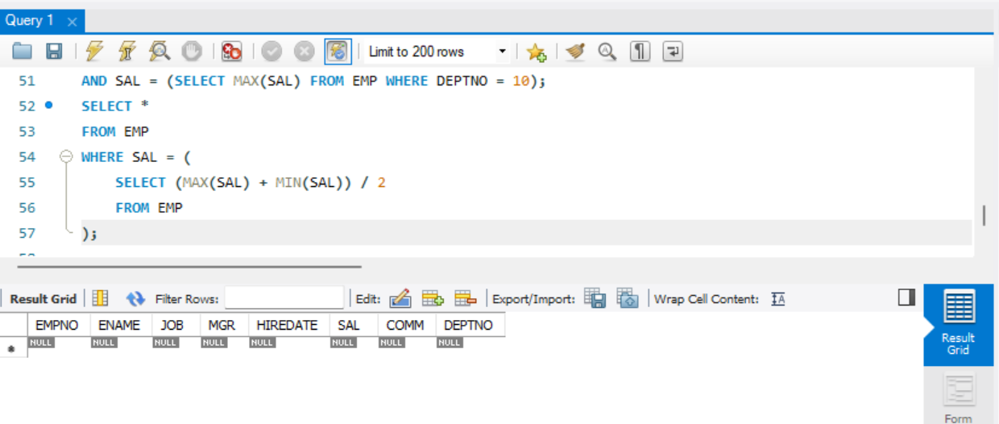 Query 1
Limit to 200 rows
51 AND SAL = (SELECT MAX(SAL) FROM EMP WHERE DEPTNO = 10);
52 SELECT *
53 FROM EMP
54 WHERE SAL = (
55 SELECT (MAX(SAL) + MIN(SAL)) / 2
56 FROM EMP
57 );
Result Grid Filter Rows: Edit: Export/Import: Wrap Cell Content: IA
EMPNO ENAME JOB MGR HIREDATE SAL COMM DEPTNO
* NULL NULL NULL NULL NULL NULL NULL NULL
Result
Grid
Form